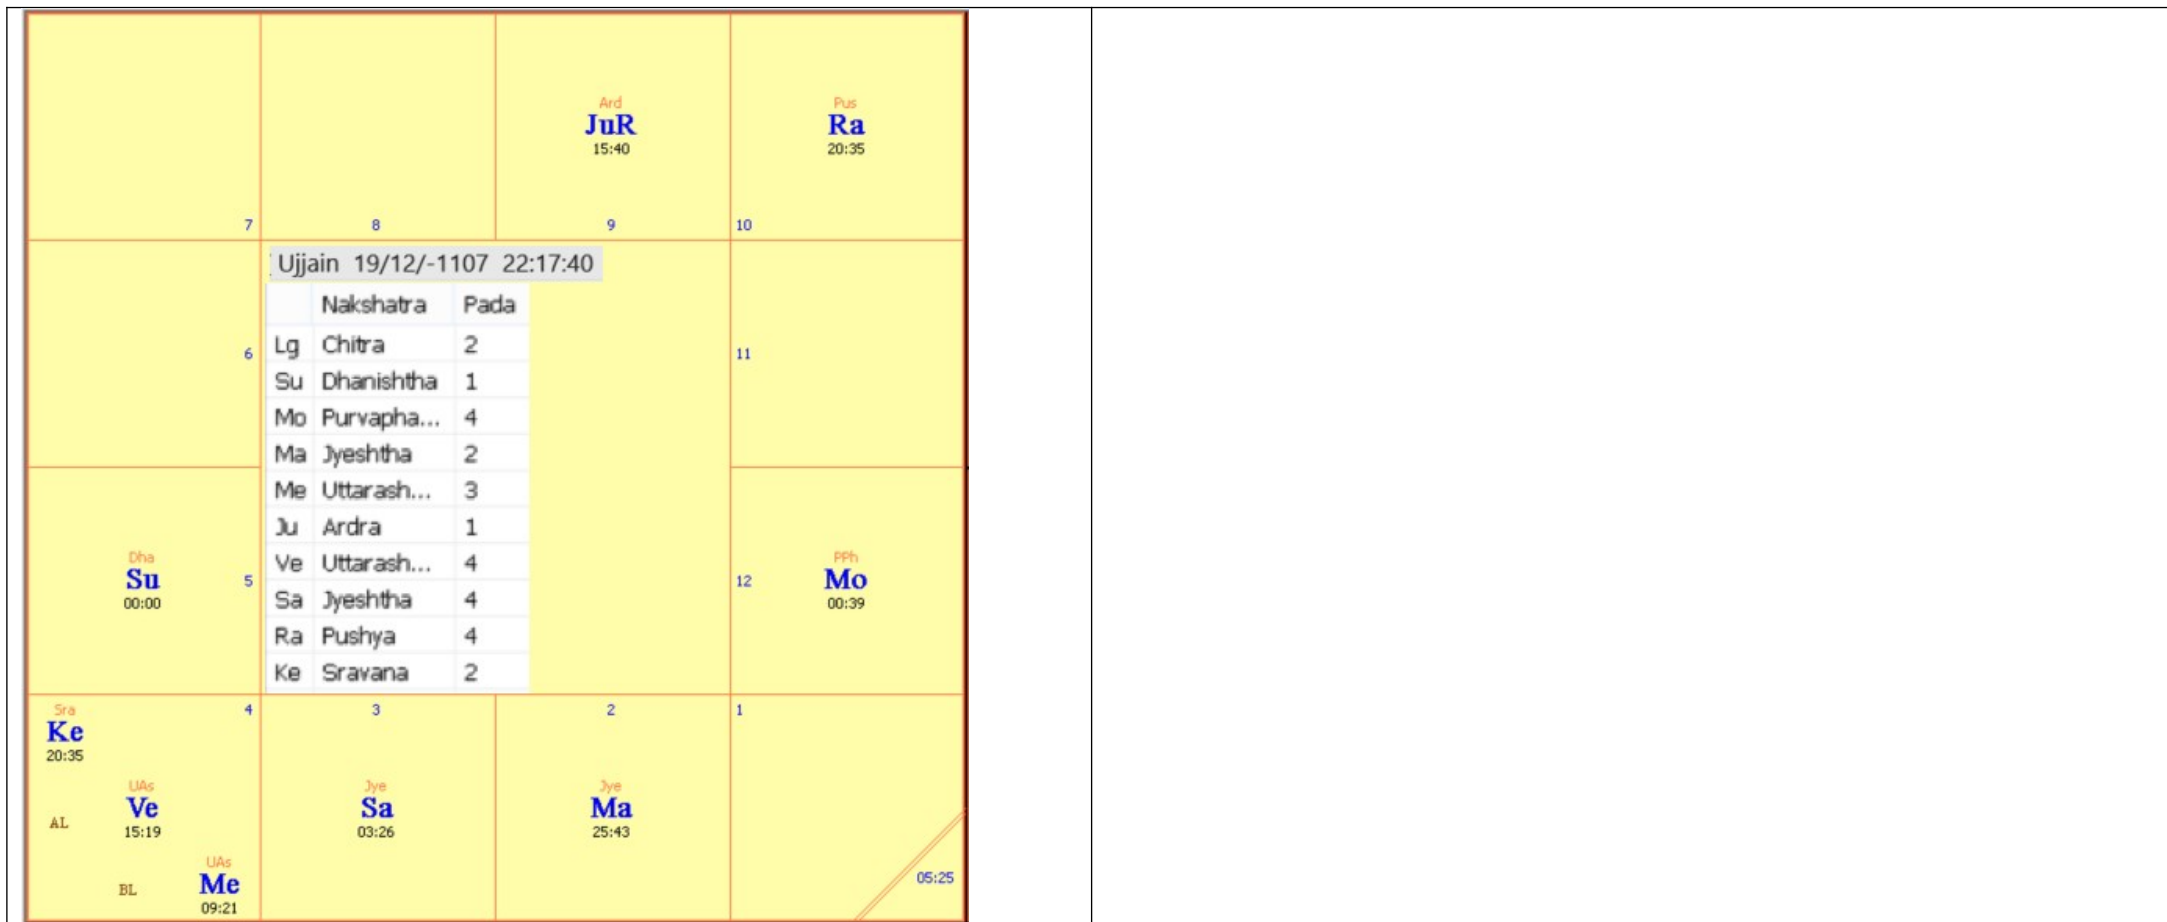 Ard
JuR
15:40
Pus
Ra
20:35
7
8
9
10
Ujjain 19/12/-1107 22:17:40
Nakshatra Pada
Lg Chitra 2
Su Dhanishtha 1
Mo Purvapha... 4
Ma Jyeshtha 2
Me Uttarash... 3
Ju Ardra 1
Ve Uttarash... 4
Sa Jyeshtha 4
Ra Pushya 4
Ke Sravana 2
6
11
Dha
Su
00:00
5
12
PPh
Mo
00:39
Sra
Ke
20:35
4
3
2
1
UAs
Ve
15:19
AL
UAs
Me
09:21
BL
Jye
Sa
03:26
Jye
Ma
25:43
05:25